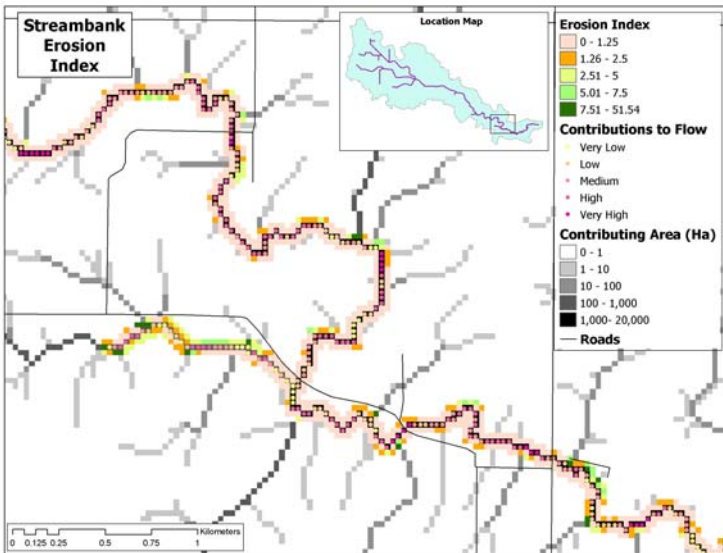 Streambank
Erosion
Index
Location Map
Erosion Index
0 - 1.25
1.26 - 2.5
2.51 - 5
5.01 - 7.5
7.51 - 51.54
Contributions to Flow
Very Low
Low
Medium
High
Very High
Contributing Area (Ha)
0 - 1
1 - 10
10 - 100
100 - 1,000
1,000- 20,000
Roads
Kilometers
0 0.125 0.25 0.5 0.75 1